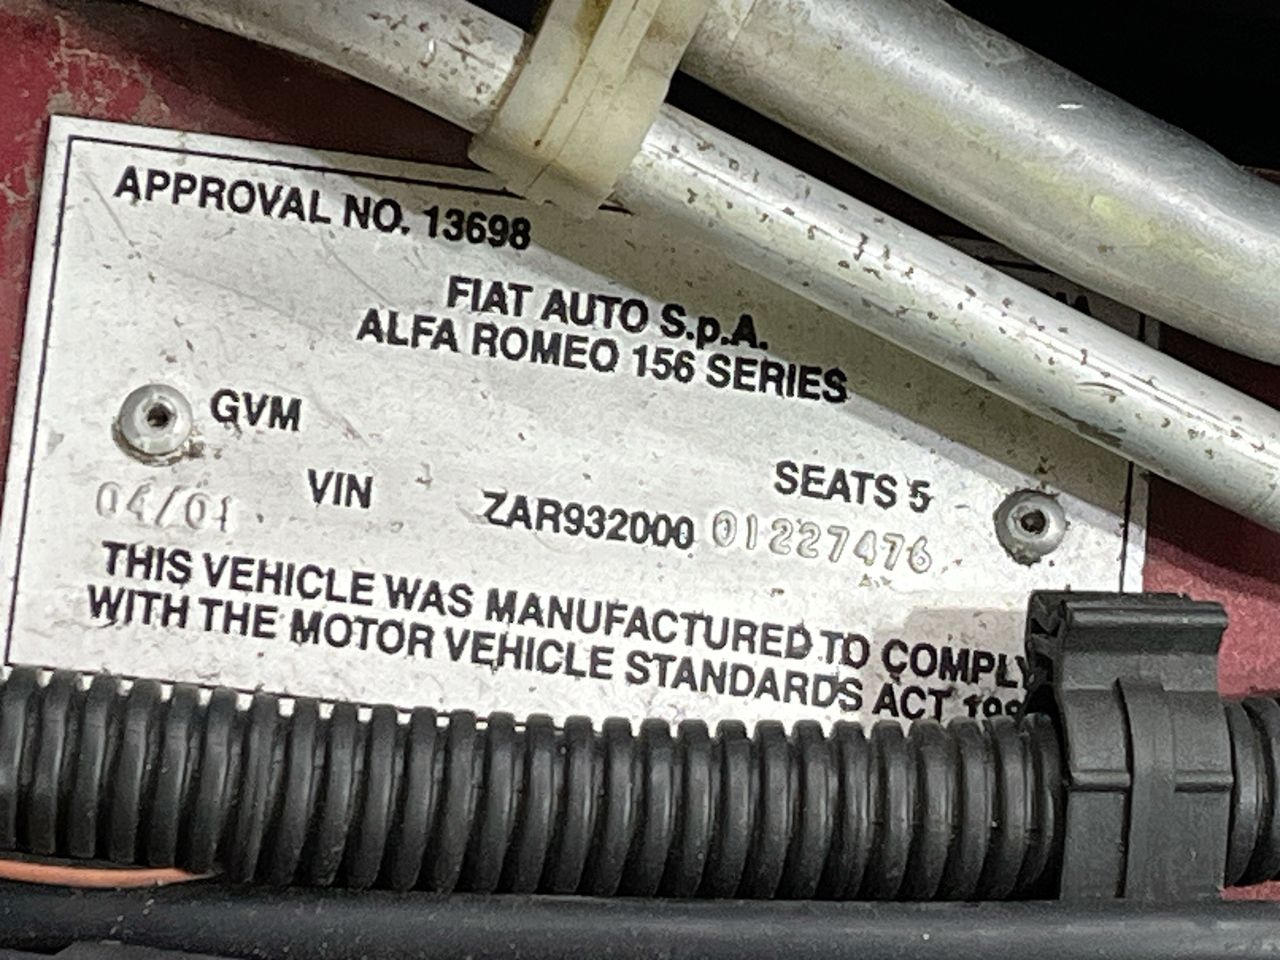 APPROVAL NO. 13698
FIAT AUTO S.p.A.
ALFA ROMEO 156 SERIES
GVM
SEATS 5
04/01 VIN ZAR932000 01227476
THIS VEHICLE WAS MANUFACTURED TO COMPLY
WITH THE MOTOR VEHICLE STANDARDS ACT